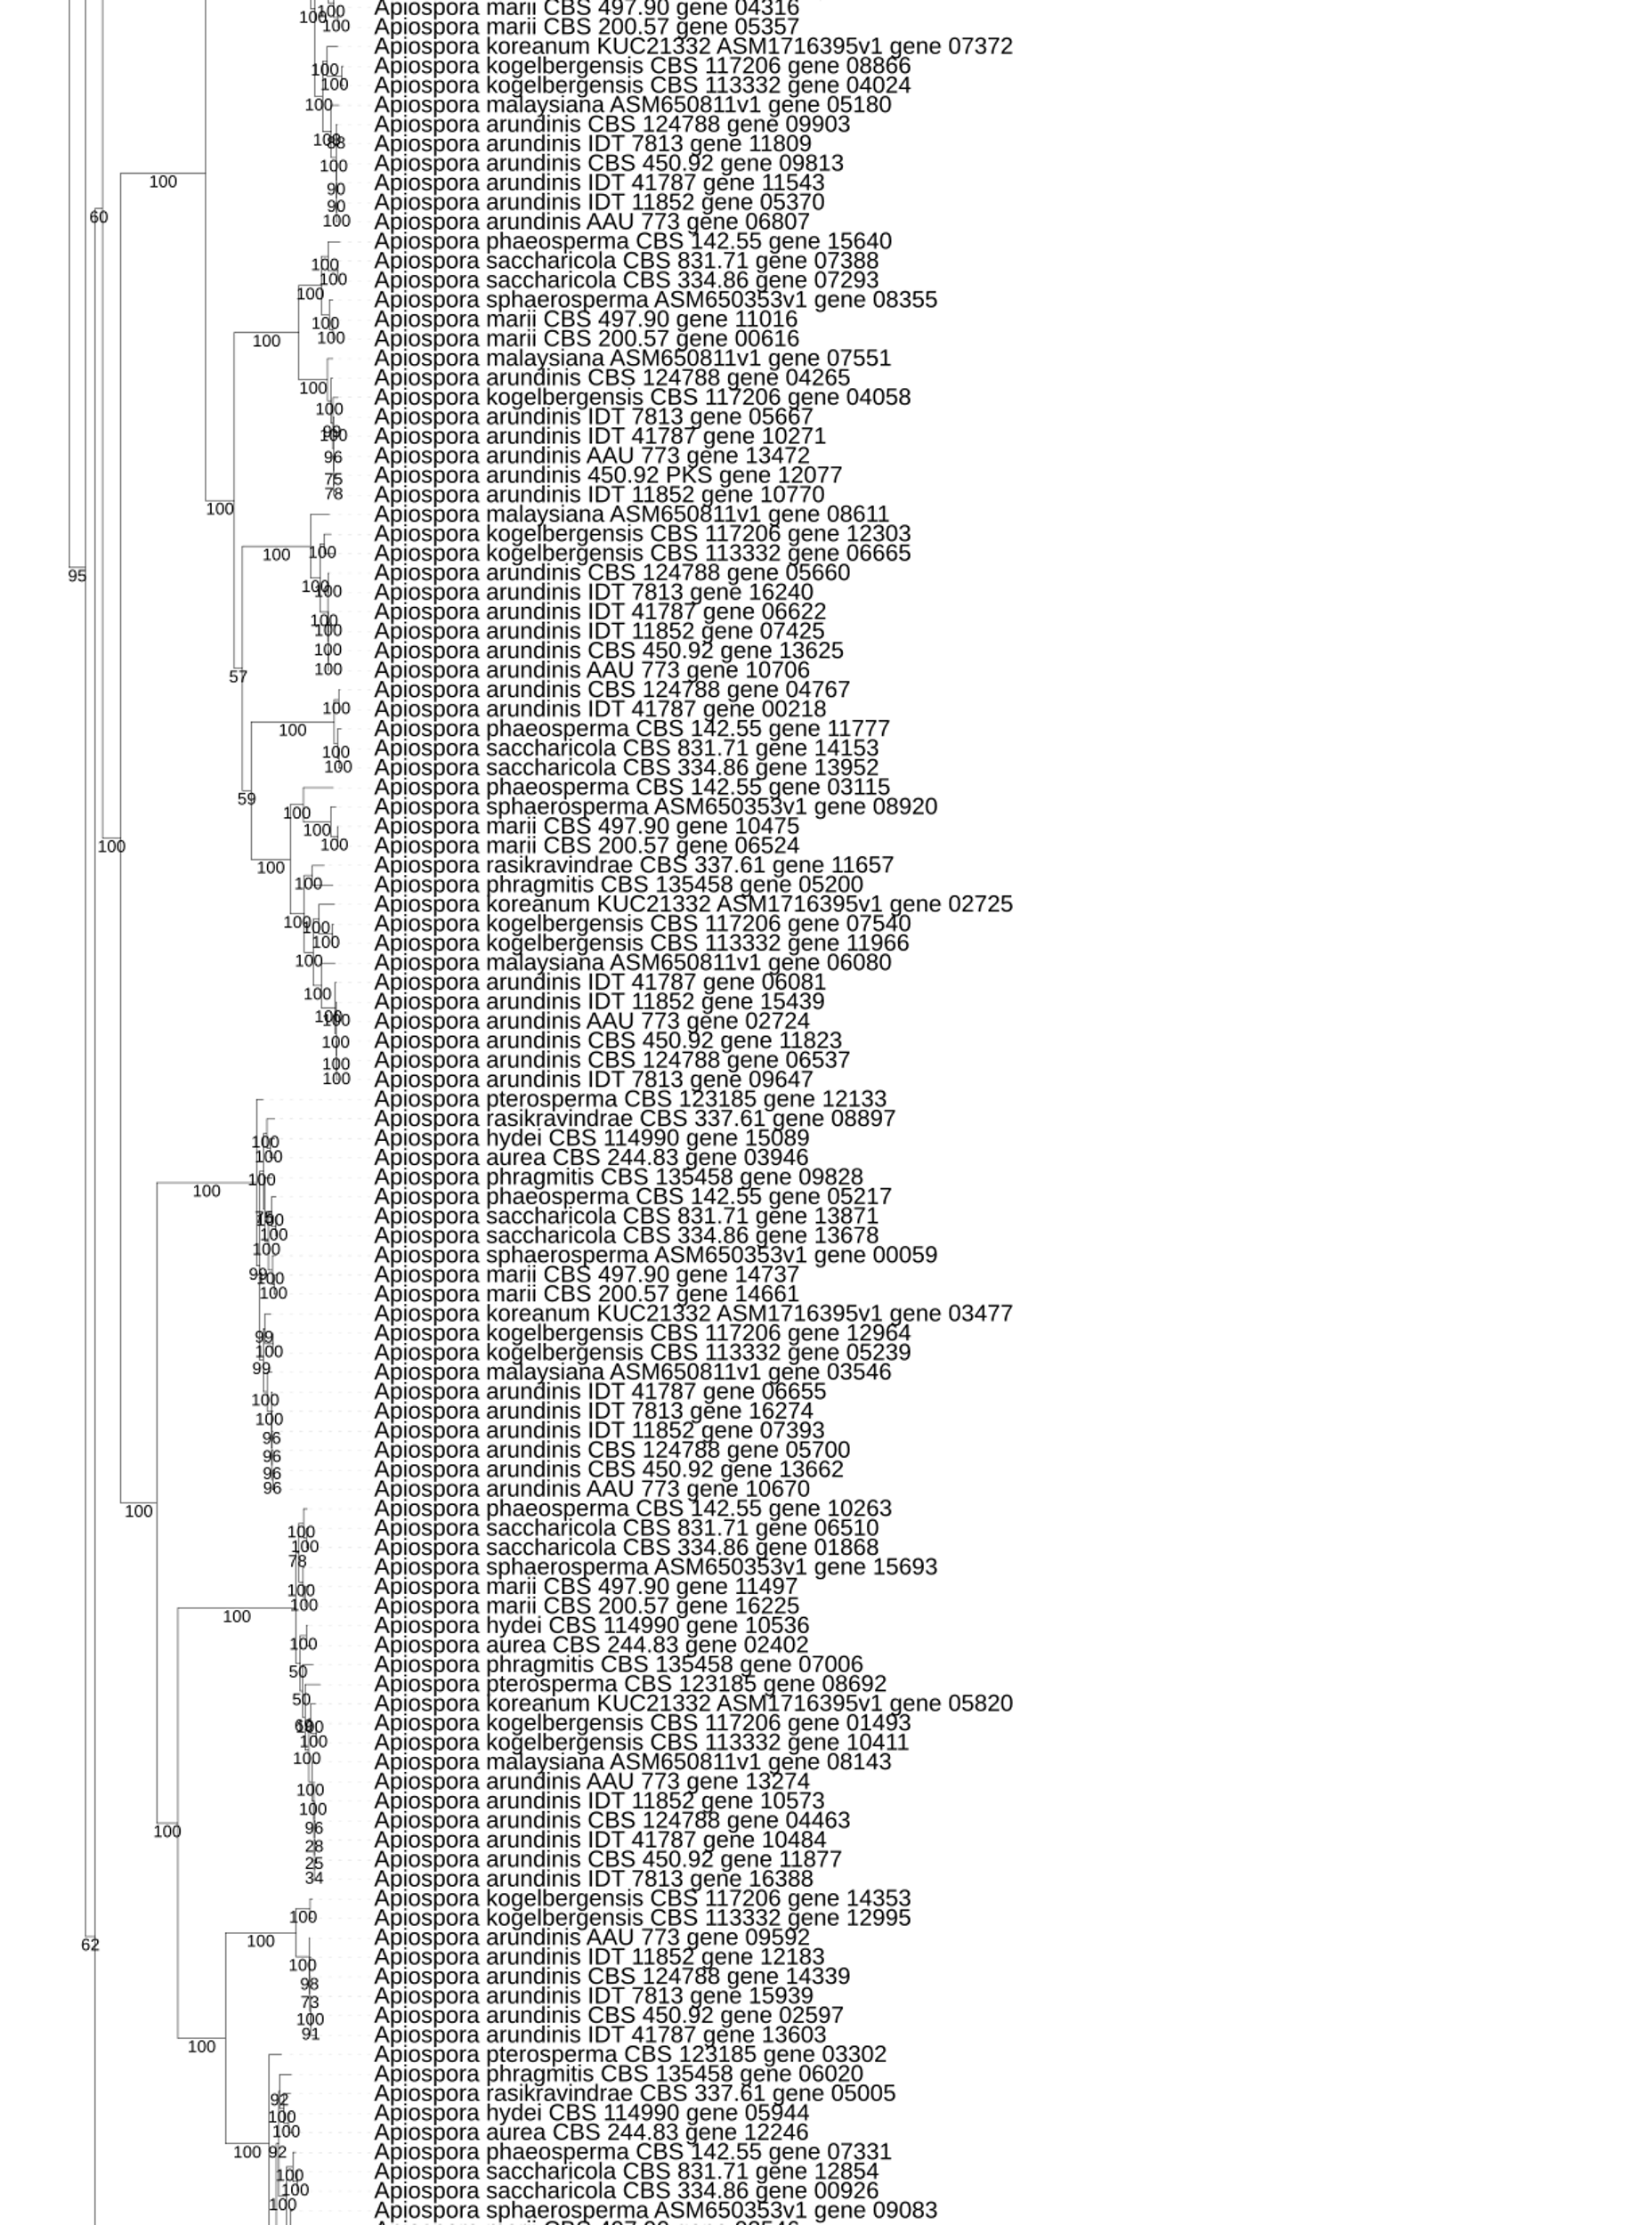 Apiospora marii CBS 497.90 gene 04316
Apiospora marii CBS 200.57 gene 05357
Apiospora koreanum KUC21332 ASM1716395v1 gene 07372
Apiospora kogelbergensis CBS 117206 gene 08866
Apiospora kogelbergensis CBS 113332 gene 04024
Apiospora malaysiana ASM650811v1 gene 05180
Apiospora arundinis CBS 124788 gene 09903
Apiospora arundinis IDT 7813 gene 11809
Apiospora arundinis CBS 450.92 gene 09813
Apiospora arundinis IDT 41787 gene 11543
Apiospora arundinis IDT 11852 gene 05370
Apiospora arundinis AAU 773 gene 06807
Apiospora phaeosperma CBS 142.55 gene 15640
Apiospora saccharicola CBS 831.71 gene 07388
Apiospora saccharicola CBS 334.86 gene 07293
Apiospora sphaerosperma ASM650353v1 gene 08355
Apiospora marii CBS 497.90 gene 11016
Apiospora marii CBS 200.57 gene 00616
Apiospora malaysiana ASM650811v1 gene 07551
Apiospora arundinis CBS 124788 gene 04265
Apiospora kogelbergensis CBS 117206 gene 04058
Apiospora arundinis IDT 7813 gene 05667
Apiospora arundinis IDT 41787 gene 10271
Apiospora arundinis AAU 773 gene 13472
Apiospora arundinis 450.92 PKS gene 12077
Apiospora arundinis IDT 11852 gene 10770
Apiospora malaysiana ASM650811v1 gene 08611
Apiospora kogelbergensis CBS 117206 gene 12303
Apiospora kogelbergensis CBS 113332 gene 06665
Apiospora arundinis CBS 124788 gene 05660
Apiospora arundinis IDT 7813 gene 16240
Apiospora arundinis IDT 41787 gene 06622
Apiospora arundinis IDT 11852 gene 07425
Apiospora arundinis CBS 450.92 gene 13625
Apiospora arundinis AAU 773 gene 10706
Apiospora arundinis CBS 124788 gene 04767
Apiospora arundinis IDT 41787 gene 00218
Apiospora phaeosperma CBS 142.55 gene 11777
Apiospora saccharicola CBS 831.71 gene 14153
Apiospora saccharicola CBS 334.86 gene 13952
Apiospora phaeosperma CBS 142.55 gene 03115
Apiospora sphaerosperma ASM650353v1 gene 08920
Apiospora marii CBS 497.90 gene 10475
Apiospora marii CBS 200.57 gene 06524
Apiospora rasikravindrae CBS 337.61 gene 11657
Apiospora phragmitis CBS 135458 gene 05200
Apiospora koreanum KUC21332 ASM1716395v1 gene 02725
Apiospora kogelbergensis CBS 117206 gene 07540
Apiospora kogelbergensis CBS 113332 gene 11966
Apiospora malaysiana ASM650811v1 gene 06080
Apiospora arundinis IDT 41787 gene 06081
Apiospora arundinis IDT 11852 gene 15439
Apiospora arundinis AAU 773 gene 02724
Apiospora arundinis CBS 450.92 gene 11823
Apiospora arundinis CBS 124788 gene 06537
Apiospora arundinis IDT 7813 gene 09647
Apiospora pterosperma CBS 123185 gene 12133
Apiospora rasikravindrae CBS 337.61 gene 08897
Apiospora hydei CBS 114990 gene 15089
Apiospora aurea CBS 244.83 gene 03946
Apiospora phragmitis CBS 135458 gene 09828
Apiospora phaeosperma CBS 142.55 gene 05217
Apiospora saccharicola CBS 831.71 gene 13871
Apiospora saccharicola CBS 334.86 gene 13678
Apiospora sphaerosperma ASM650353v1 gene 00059
Apiospora marii CBS 497.90 gene 14737
Apiospora marii CBS 200.57 gene 14661
Apiospora koreanum KUC21332 ASM1716395v1 gene 03477
Apiospora kogelbergensis CBS 117206 gene 12964
Apiospora kogelbergensis CBS 113332 gene 05239
Apiospora malaysiana ASM650811v1 gene 03546
Apiospora arundinis IDT 41787 gene 06655
Apiospora arundinis IDT 7813 gene 16274
Apiospora arundinis IDT 11852 gene 07393
Apiospora arundinis CBS 124788 gene 05700
Apiospora arundinis CBS 450.92 gene 13662
Apiospora arundinis AAU 773 gene 10670
Apiospora phaeosperma CBS 142.55 gene 10263
Apiospora saccharicola CBS 831.71 gene 06510
Apiospora saccharicola CBS 334.86 gene 01868
Apiospora sphaerosperma ASM650353v1 gene 15693
Apiospora marii CBS 497.90 gene 11497
Apiospora marii CBS 200.57 gene 16225
Apiospora hydei CBS 114990 gene 10536
Apiospora aurea CBS 244.83 gene 02402
Apiospora phragmitis CBS 135458 gene 07006
Apiospora pterosperma CBS 123185 gene 08692
Apiospora koreanum KUC21332 ASM1716395v1 gene 05820
Apiospora kogelbergensis CBS 117206 gene 01493
Apiospora kogelbergensis CBS 113332 gene 10411
Apiospora malaysiana ASM650811v1 gene 08143
Apiospora arundinis AAU 773 gene 13274
Apiospora arundinis IDT 11852 gene 10573
Apiospora arundinis CBS 124788 gene 04463
Apiospora arundinis IDT 41787 gene 10484
Apiospora arundinis CBS 450.92 gene 11877
Apiospora arundinis IDT 7813 gene 16388
Apiospora kogelbergensis CBS 117206 gene 14353
Apiospora kogelbergensis CBS 113332 gene 12995
Apiospora arundinis AAU 773 gene 09592
Apiospora arundinis IDT 11852 gene 12183
Apiospora arundinis CBS 124788 gene 14339
Apiospora arundinis IDT 7813 gene 15939
Apiospora arundinis CBS 450.92 gene 02597
Apiospora arundinis IDT 41787 gene 13603
Apiospora pterosperma CBS 123185 gene 03302
Apiospora phragmitis CBS 135458 gene 06020
Apiospora rasikravindrae CBS 337.61 gene 05005
Apiospora hydei CBS 114990 gene 05944
Apiospora aurea CBS 244.83 gene 12246
Apiospora phaeosperma CBS 142.55 gene 07331
Apiospora saccharicola CBS 831.71 gene 12854
Apiospora saccharicola CBS 334.86 gene 00926
Apiospora sphaerosperma ASM650353v1 gene 09083